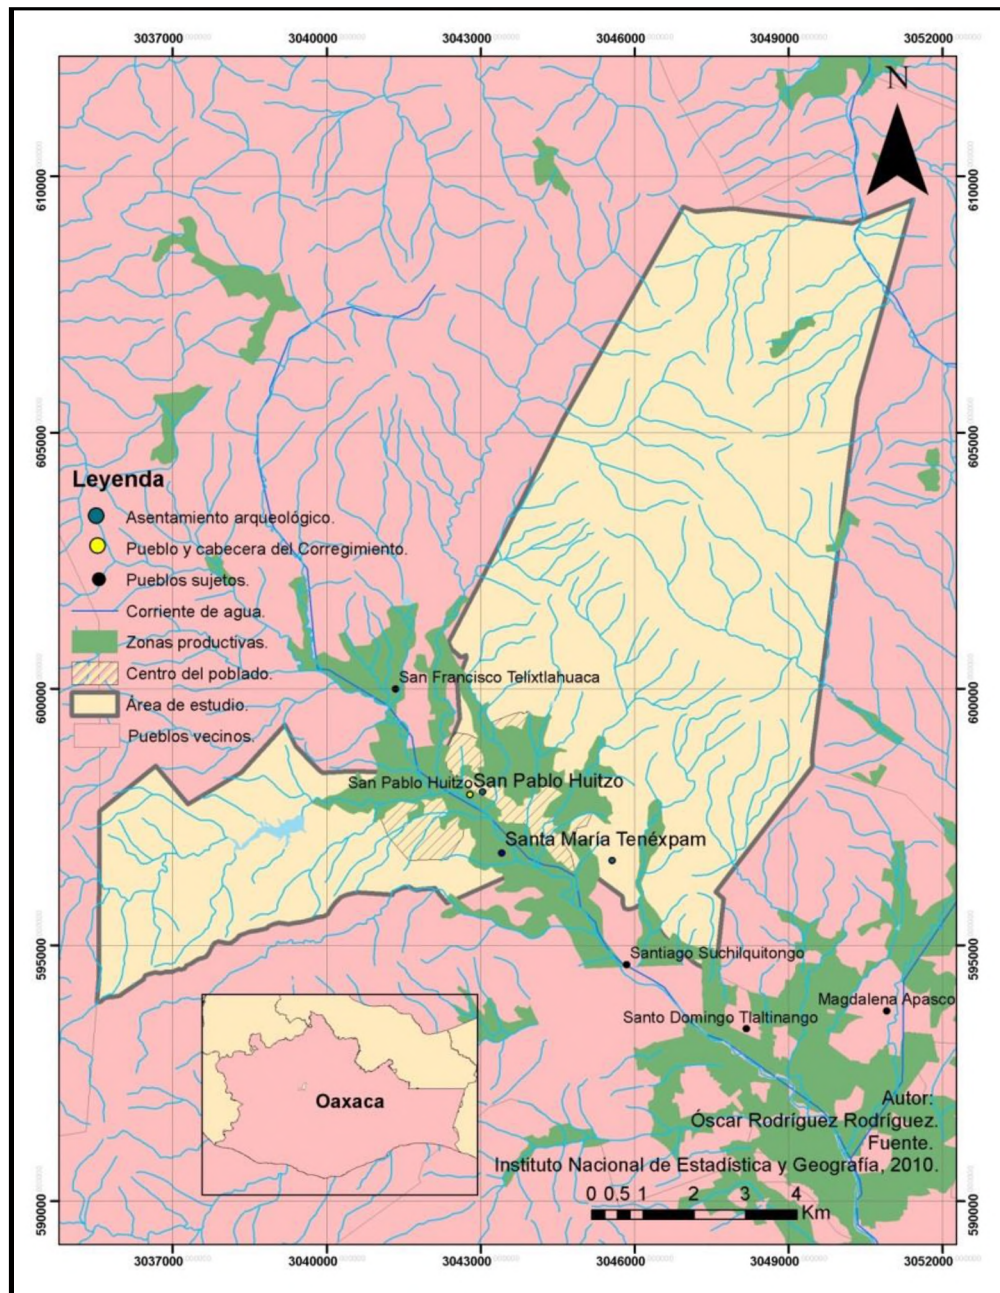 3037000 3040000 3043000 3046000 3049000 3052000
N
610000 610000
605000 605000
Leyenda
Asentamiento arqueológico.
Pueblo y cabecera del Corregimiento.
Pueblos sujetos.
Corriente de agua.
Zonas productivas.
Centro del poblado.
Área de estudio.
Pueblos vecinos.
600000 600000
San Francisco Telíxtlahuaca
San Pablo Huitzo San Pablo Huitzo
Santa María Tenéxpam
595000 595000
Santiago Suchilquitongo
Magdalena Apasco
Santo Domingo Tlaltinango
Oaxaca
Autor:
Óscar Rodríguez Rodríguez.
Fuente.
Instituto Nacional de Estadística y Geografía, 2010.
0 0,5 1 2 3 4
Km
590000 590000
3037000 3040000 3043000 3046000 3049000 3052000